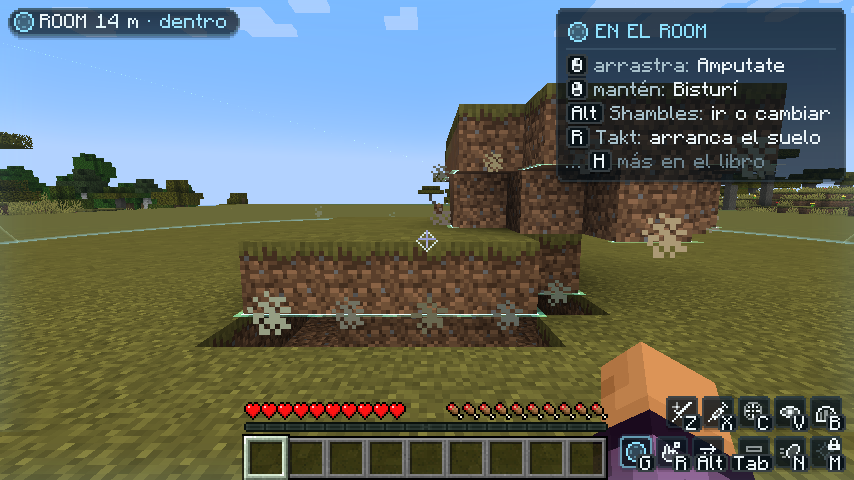 ROOM 14 m · dentro
EN EL ROOM
arrastra: Amputate
mantén: Bisturí
Alt Shambles: ir o cambiar
R Takt: arranca el suelo
... H más en el libro
Z X C V B
G R Alt Tab N M